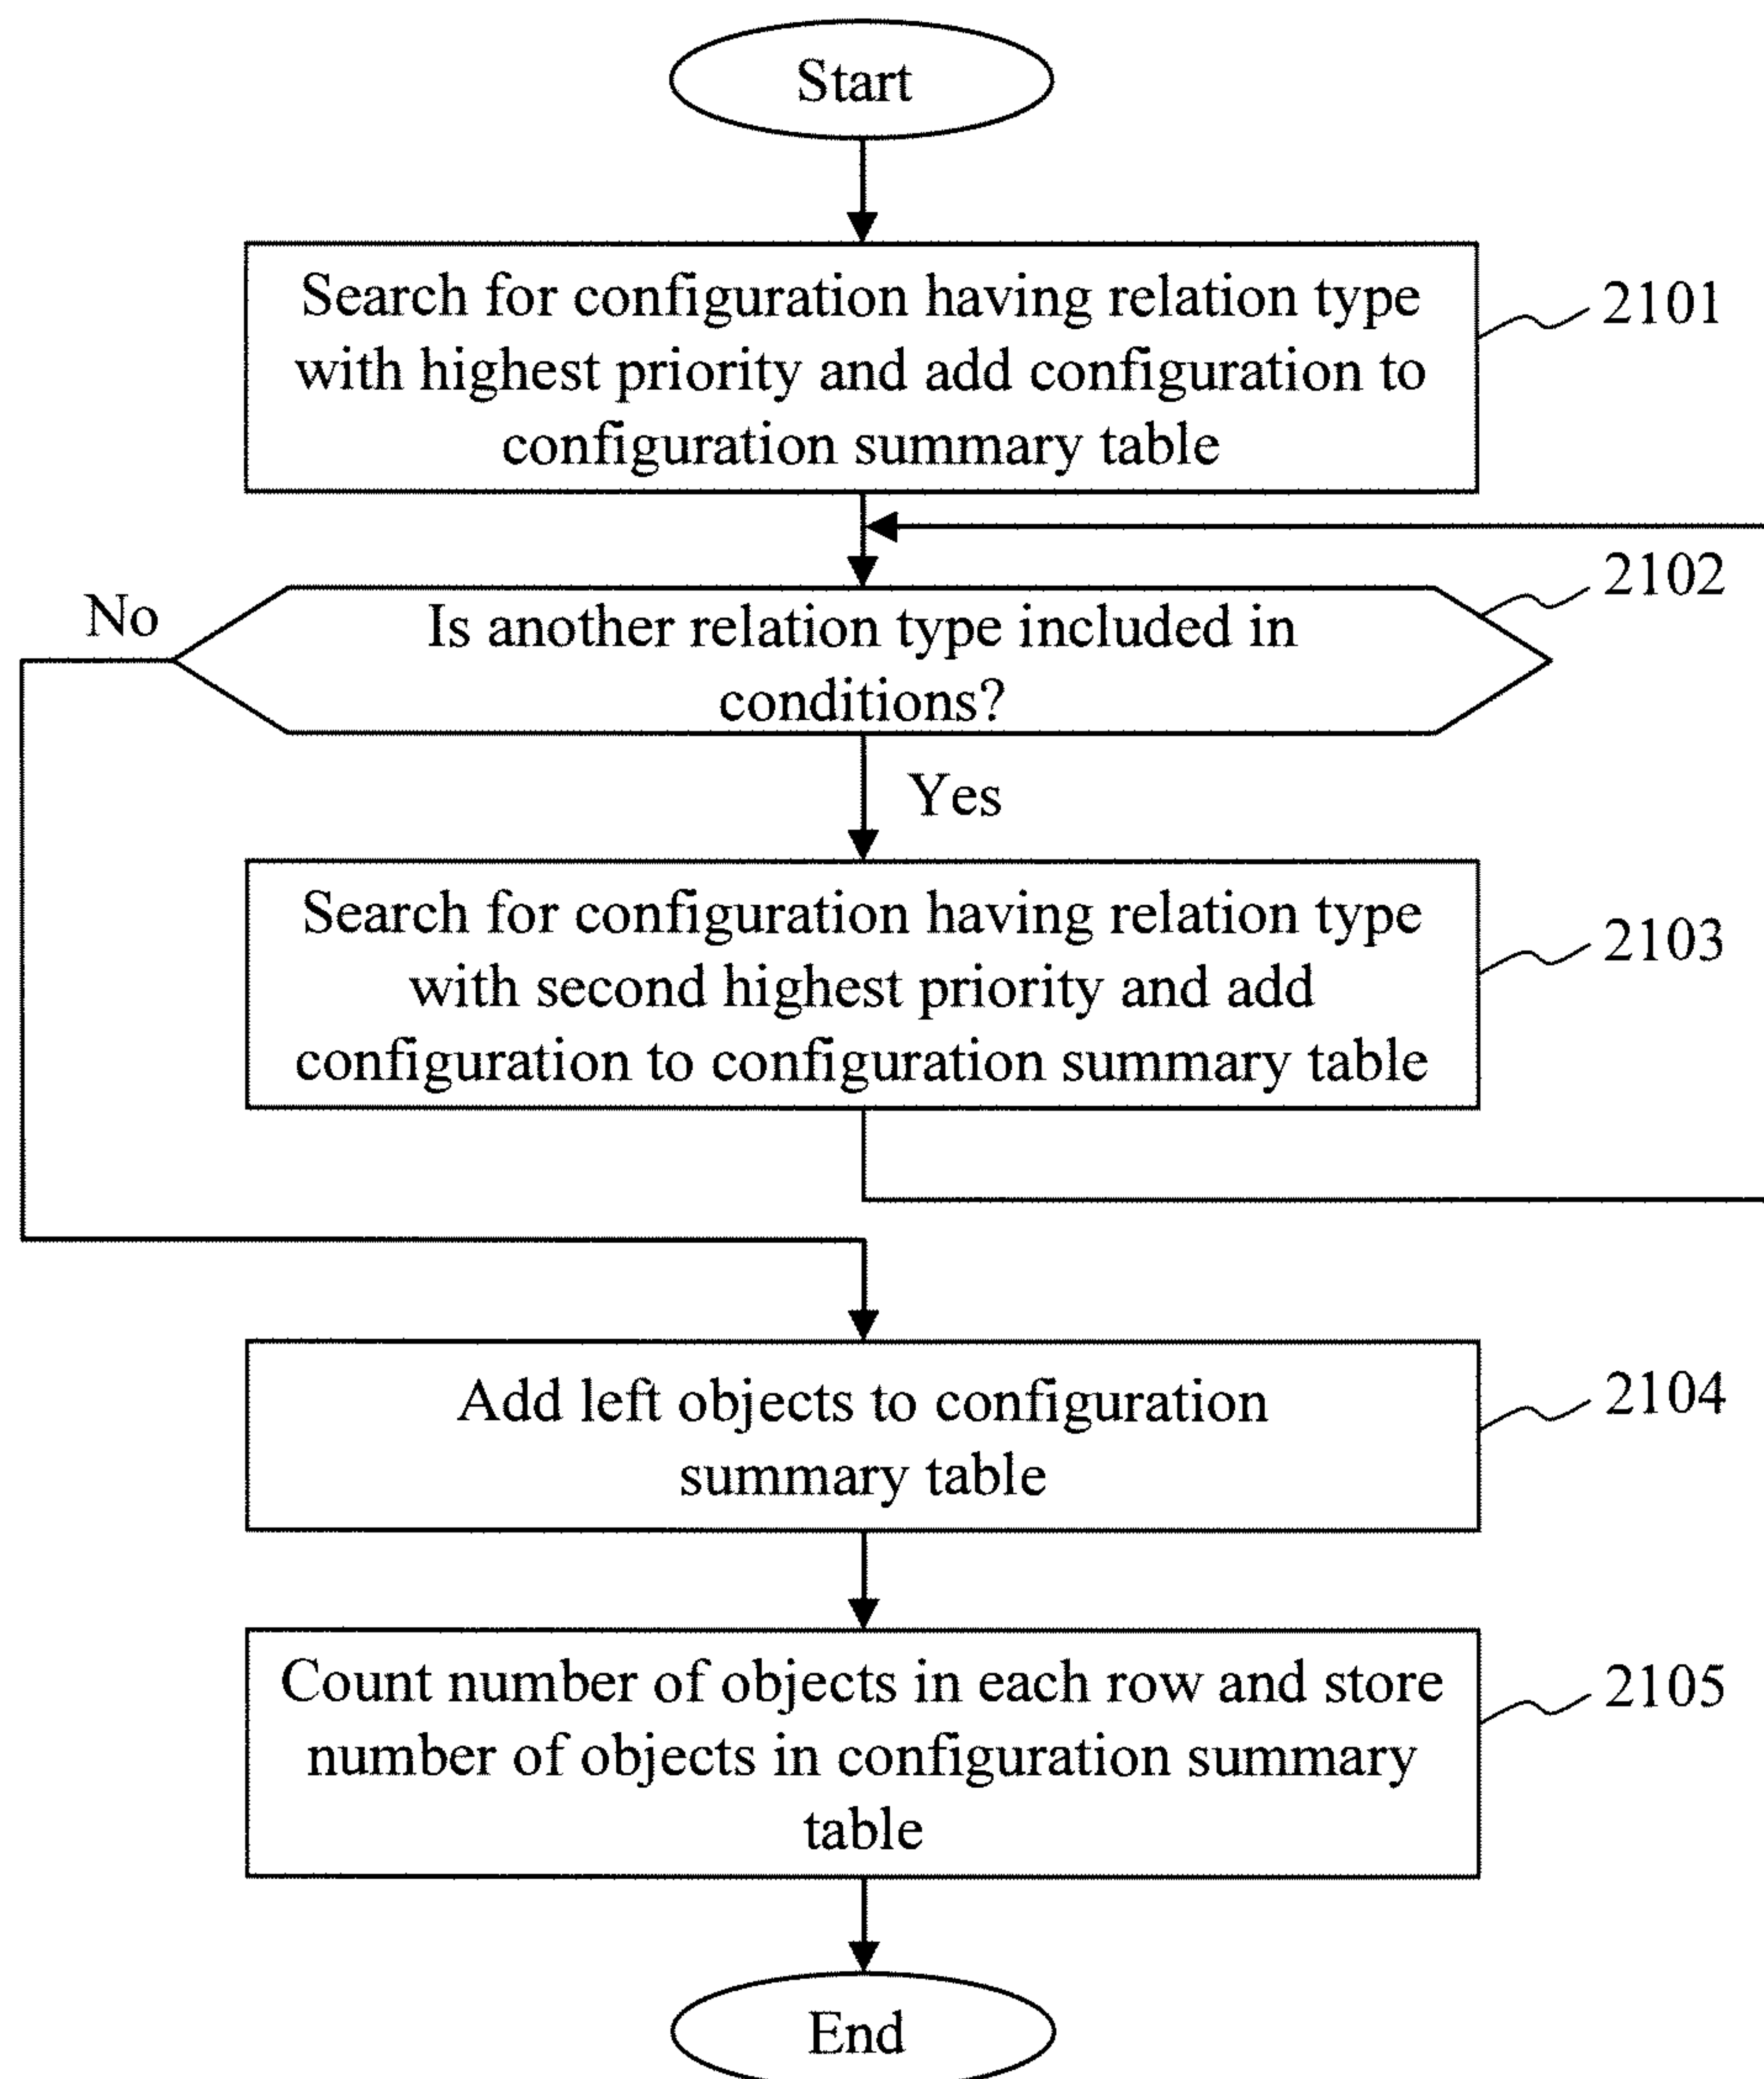 Start
Search for configuration having relation type
with highest priority and add configuration to
configuration summary table
2101
No
Is another relation type included in
conditions?
2102
Yes
Search for configuration having relation type
with second highest priority and add
configuration to configuration summary table
2103
Add left objects to configuration
summary table
2104
Count number of objects in each row and store
number of objects in configuration summary
table
2105
End